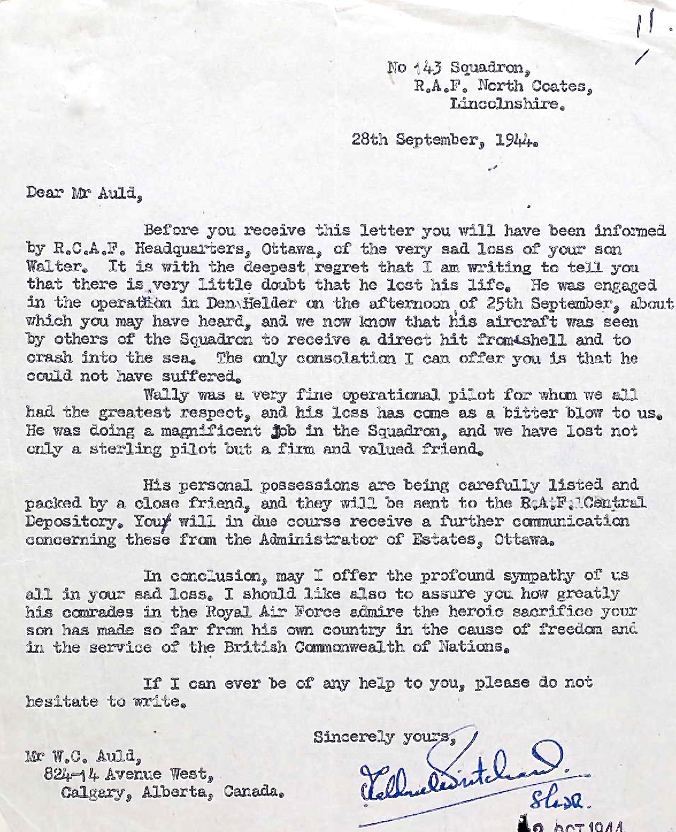 11.
No 143 Squadron,
R.A.F. North Coates,
Lincolnshire.
28th September, 1944.
Dear Mr Auld,
Before you receive this letter you will have been informed
by R.C.A.F. Headquarters, Ottawa, of the very sad loss of your son
Walter. It is with the deepest regret that I am writing to tell you
that there is very little doubt that he lost his life. He was engaged
in the operation in Den Helder on the afternoon of 25th September, about
which you may have heard, and we now know that his aircraft was seen
by others of the Squadron to receive a direct hit from shell and to
crash into the sea. The only consolation I can offer you is that he
could not have suffered.
Wally was a very fine operational pilot for whom we all
had the greatest respect, and his loss has come as a bitter blow to us.
He was doing a magnificent job in the Squadron, and we have lost not
only a sterling pilot but a firm and valued friend.
His personal possessions are being carefully listed and
packed by a close friend, and they will be sent to the R.A.F. Central
Depository. You will in due course receive a further communication
concerning these from the Administrator of Estates, Ottawa.
In conclusion, may I offer the profound sympathy of us
all in your sad loss. I should like also to assure you how greatly
his comrades in the Royal Air Force admire the heroic sacrifice your
son has made so far from his own country in the cause of freedom and
in the service of the British Commonwealth of Nations.
If I can ever be of any help to you, please do not
hesitate to write.
Sincerely yours,
Mr W.C. Auld,
824-14 Avenue West,
Calgary, Alberta, Canada.
OCT 1944